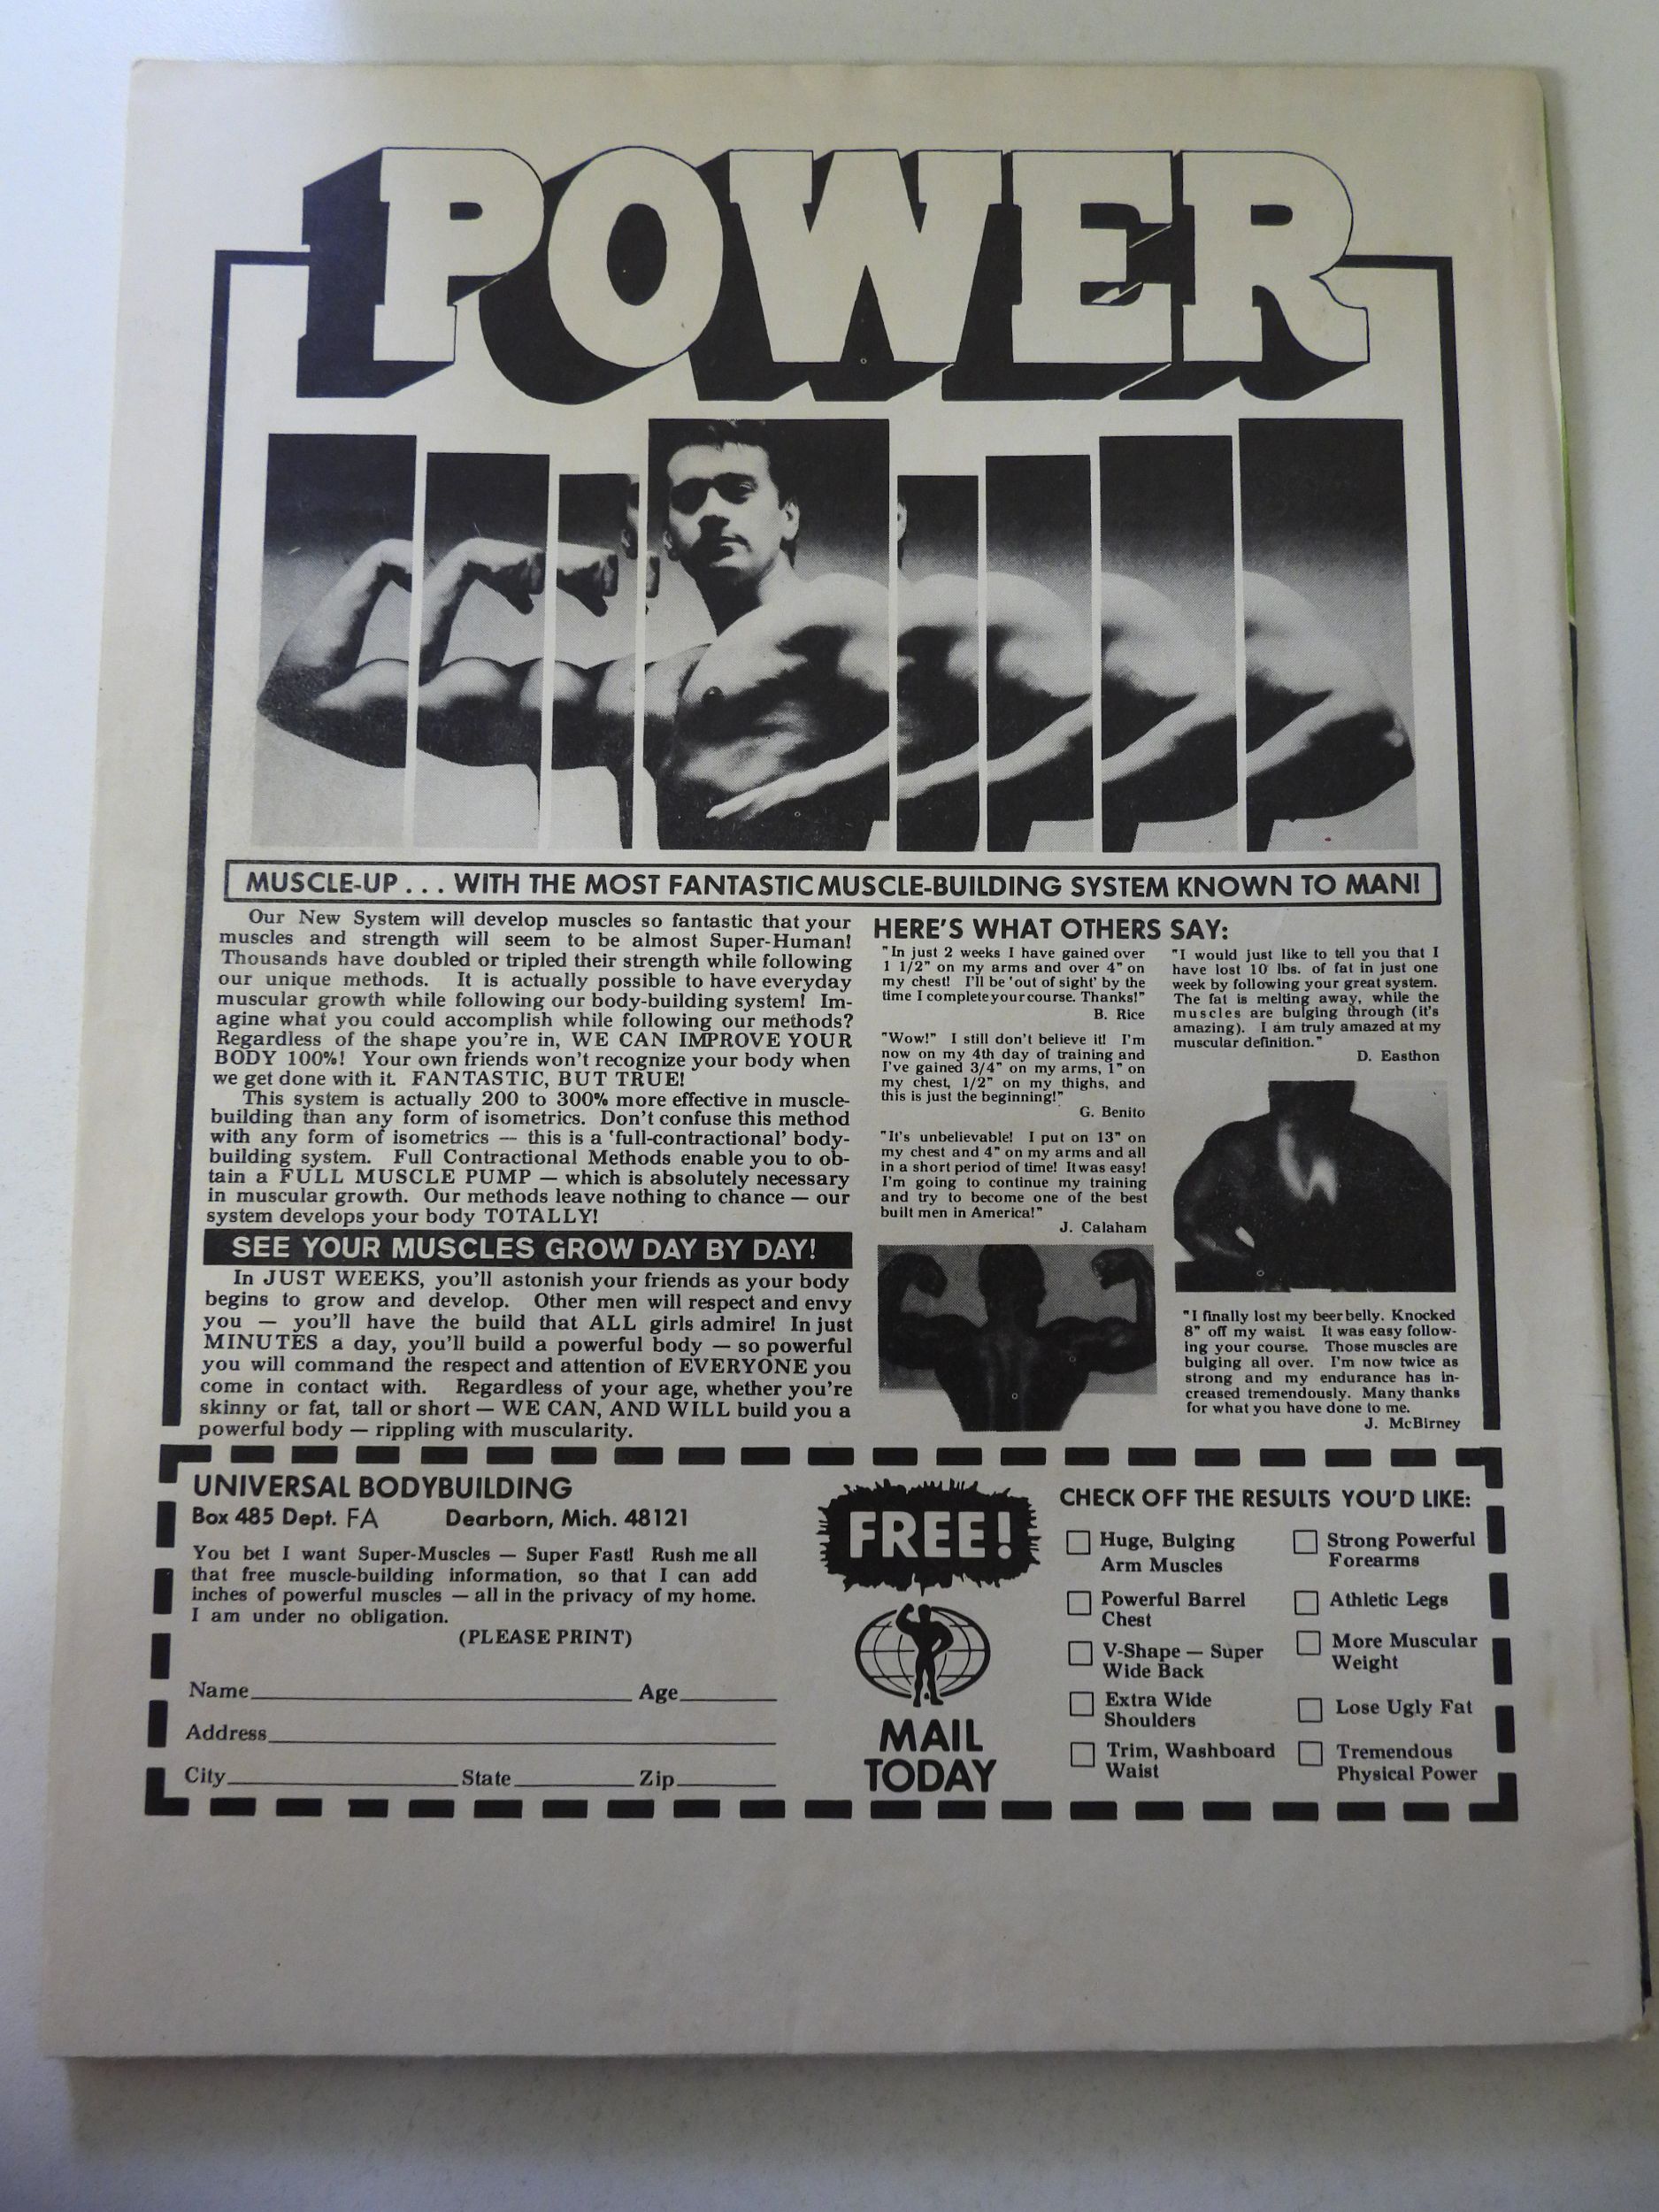 POWER
MUSCLE-UP . . . WITH THE MOST FANTASTIC MUSCLE-BUILDING SYSTEM KNOWN TO MAN!
Our New System will develop muscles so fantastic that your
muscles and strength will seem to be almost Super-Human!
Thousands have doubled or tripled their strength while following
our unique methods. It is actually possible to have everyday
muscular growth while following our body-building system! Im-
agine what you could accomplish while following our methods?
Regardless of the shape you're in, WE CAN IMPROVE YOUR
BODY 100%! Your own friends won't recognize your body when
we get done with it. FANTASTIC, BUT TRUE!
This system is actually 200 to 300% more effective in muscle-
building than any form of isometrics. Don't confuse this method
with any form of isometrics — this is a 'full-contractional' body-
building system. Full Contractional Methods enable you to ob-
tain a FULL MUSCLE PUMP — which is absolutely necessary
in muscular growth. Our methods leave nothing to chance — our
system develops your body TOTALLY!
SEE YOUR MUSCLES GROW DAY BY DAY!
In JUST WEEKS, you'll astonish your friends as your body
begins to grow and develop. Other men will respect and envy
you — you'll have the build that ALL girls admire! In just
MINUTES a day, you'll build a powerful body — so powerful
you will command the respect and attention of EVERYONE you
come in contact with. Regardless of your age, whether you're
skinny or fat, tall or short — WE CAN, AND WILL build you a
powerful body — rippling with muscularity.
HERE'S WHAT OTHERS SAY:
"In just 2 weeks I have gained over
1 1/2" on my arms and over 4" on
my chest! I'll be 'out of sight' by the
time I complete your course. Thanks!"
B. Rice
"Wow!" I still don't believe it! I'm
now on my 4th day of training and
I've gained 3/4" on my arms, 1" on
my chest, 1/2" on my thighs, and
this is just the beginning!"
G. Benito
"It's unbelievable! I put on 13" on
my chest and 4" on my arms and all
in a short period of time! It was easy!
I'm going to continue my training
and try to become one of the best
built men in America!"
J. Calaham
"I would just like to tell you that I
have lost 10 lbs. of fat in just one
week by following your great system.
The fat is melting away, while the
muscles are bulging through (it's
amazing). I am truly amazed at my
muscular definition."
D. Easthon
"I finally lost my beer belly. Knocked
8" off my waist. It was easy follow-
ing your course. Those muscles are
bulging all over. I'm now twice as
strong and my endurance has in-
creased tremendously. Many thanks
for what you have done to me.
J. McBirney
UNIVERSAL BODYBUILDING
Box 485 Dept. FA Dearborn, Mich. 48121
You bet I want Super-Muscles — Super Fast! Rush me all
that free muscle-building information, so that I can add
inches of powerful muscles — all in the privacy of my home.
I am under no obligation.
(PLEASE PRINT)
Name Age
Address
City State Zip
FREE!
MAIL
TODAY
CHECK OFF THE RESULTS YOU'D LIKE:
Huge, Bulging
Arm Muscles
Powerful Barrel
Chest
V-Shape — Super
Wide Back
Extra Wide
Shoulders
Trim, Washboard
Waist
Strong Powerful
Forearms
Athletic Legs
More Muscular
Weight
Lose Ugly Fat
Tremendous
Physical Power